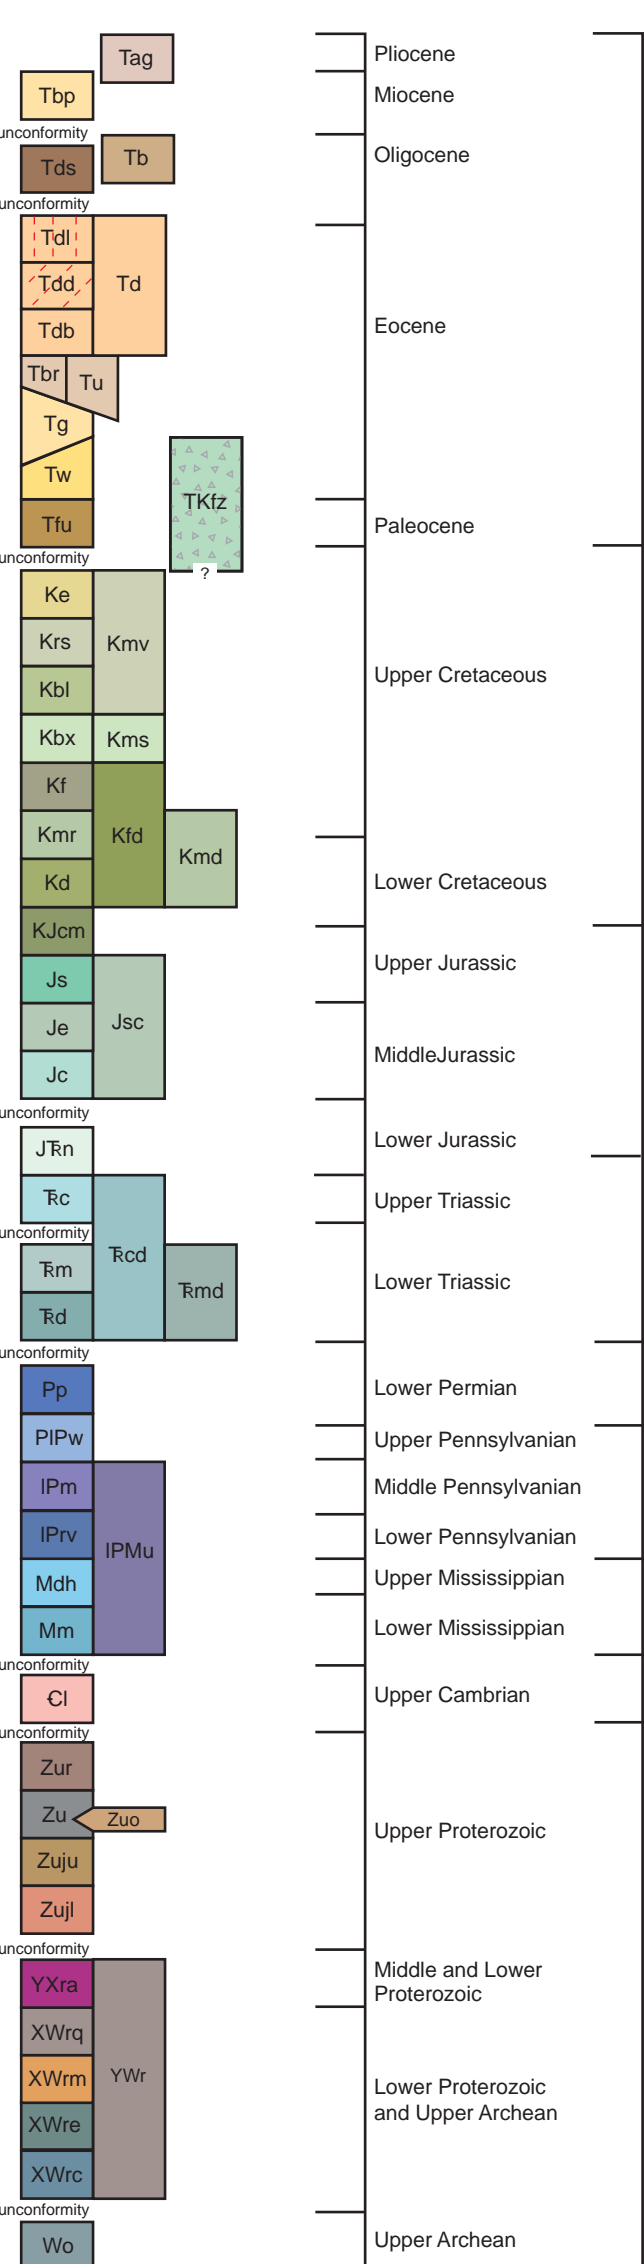 Tag
Pliocene
Tbp
Miocene
unconformity
Tb
Oligocene
Tds
unconformity
Tdl
Tdd
Td
Tdb
Eocene
Tbr
Tu
Tg
Tw
TKfz
Tfu
Paleocene
unconformity
?
Ke
Krs
Kmv
Upper Cretaceous
Kbl
Kbx
Kms
Kf
Kmr
Kfd
Kmd
Kd
Lower Cretaceous
KJcm
Upper Jurassic
Js
Je
Jsc
MiddleJurassic
Jc
unconformity
JTRn
Lower Jurassic
TRc
Upper Triassic
unconformity
TRcd
TRm
Lower Triassic
TRmd
TRd
unconformity
Pp
Lower Permian
PIPw
Upper Pennsylvanian
IPm
Middle Pennsylvanian
IPrv
Lower Pennsylvanian
IPMu
Mdh
Upper Mississippian
Mm
Lower Mississippian
unconformity
Ꞓl
Upper Cambrian
unconformity
Zur
Zu
Zuo
Upper Proterozoic
Zuju
Zujl
unconformity
YXra
Middle and Lower
Proterozoic
XWrq
XWrm
YWr
Lower Proterozoic
and Upper Archean
XWre
XWrc
unconformity
Wo
Upper Archean